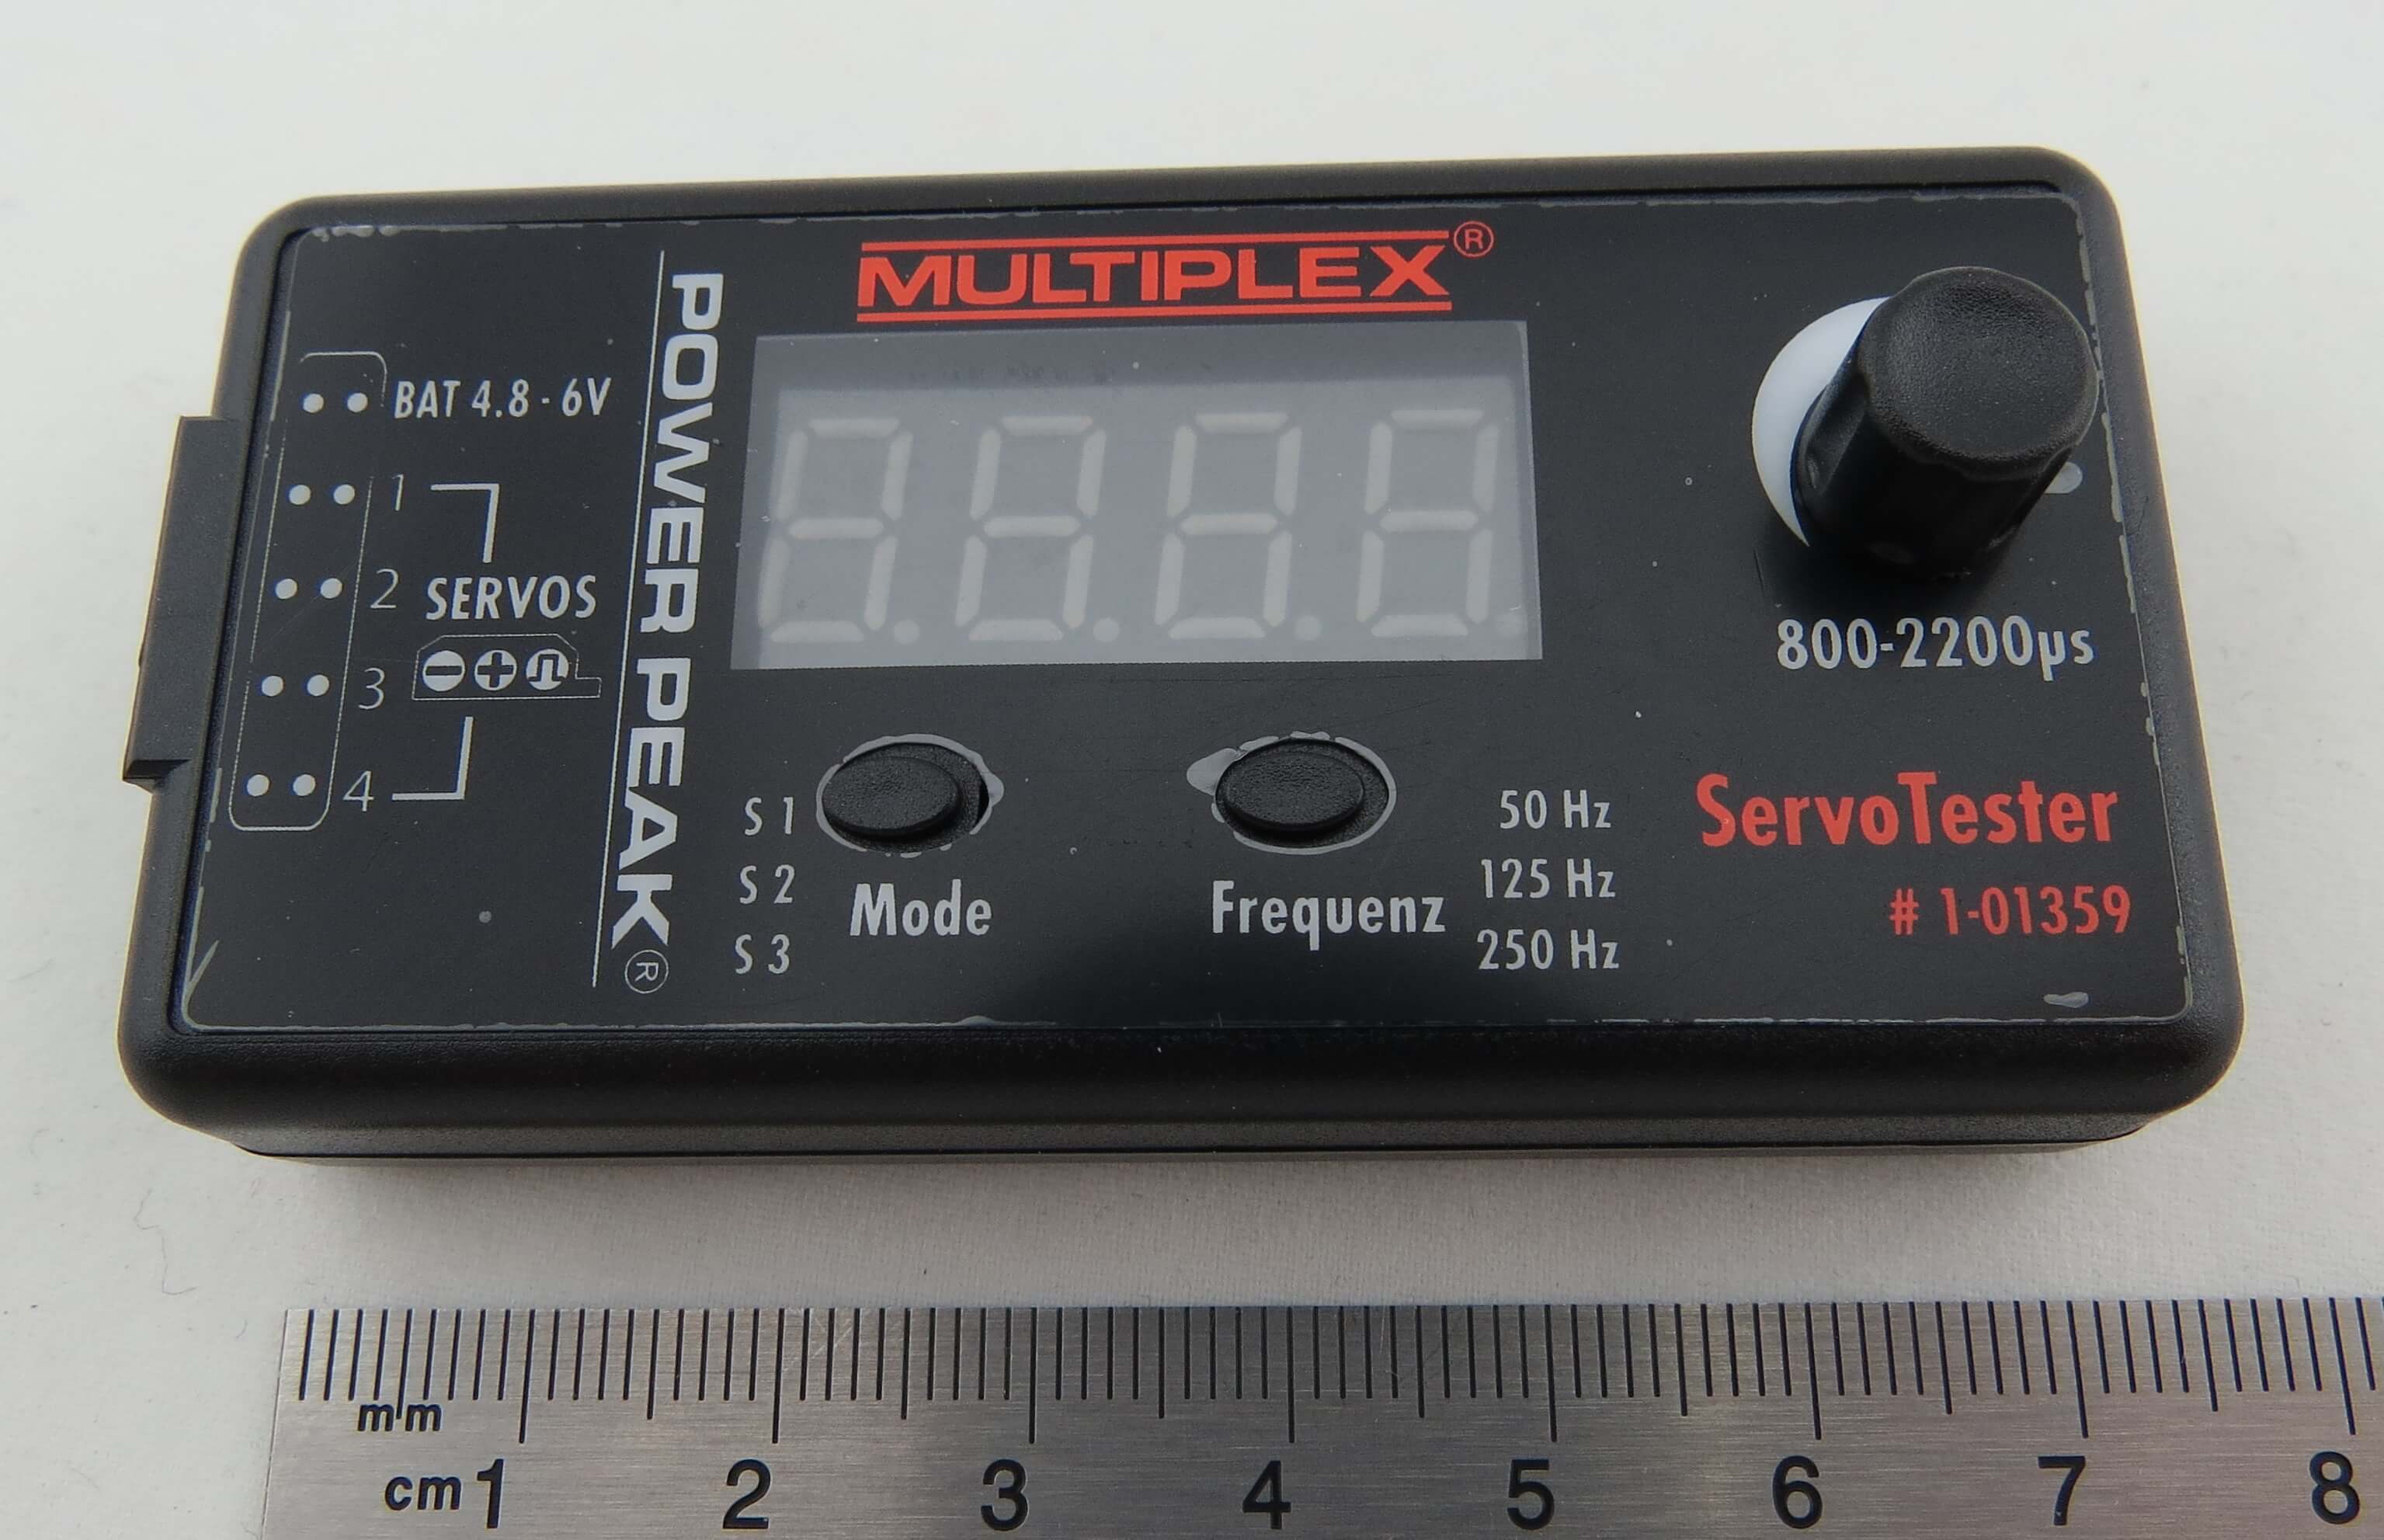 MULTIPLEX®
POWER PEAK®
BAT 4.8 - 6V
1
2
SERVOS
3
4
800-2200µs
S 1
S 2
S 3
Mode
Frequenz
50 Hz
125 Hz
250 Hz
ServoTester
# 1-01359
mm
cm 1 2 3 4 5 6 7 8